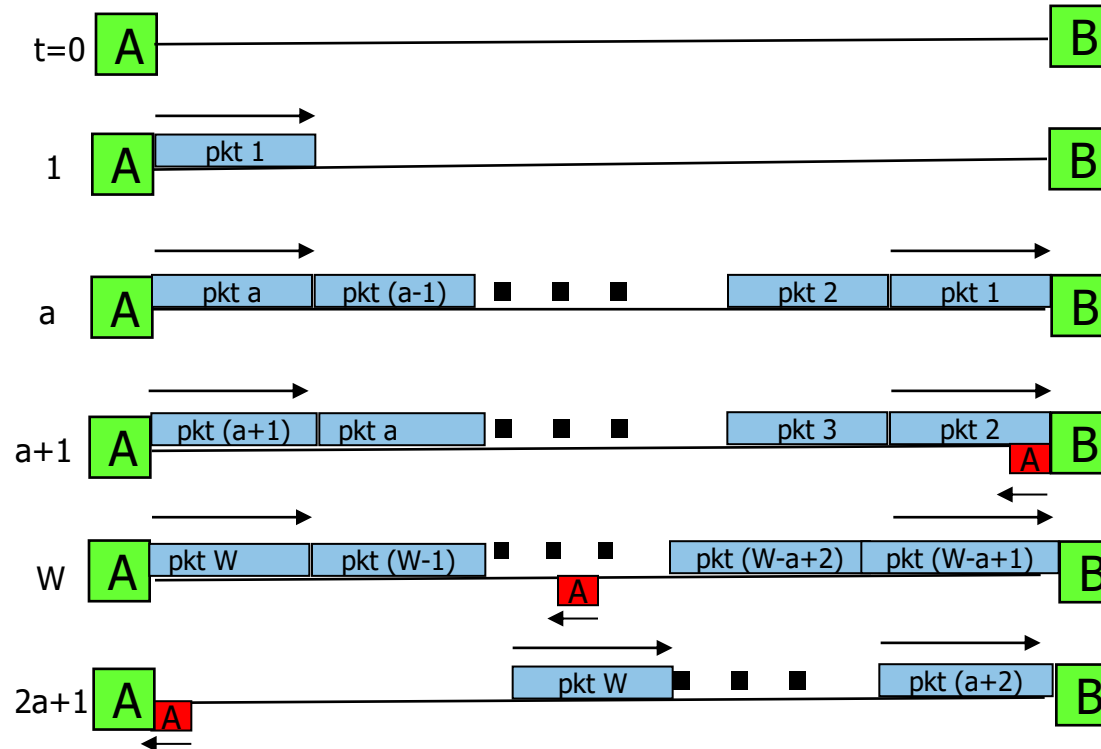 t=0 A B
1 A pkt 1 B
a A pkt a pkt (a-1) pkt 2 pkt 1 B
a+1 A pkt (a+1) pkt a pkt 3 pkt 2 B
A
W A pkt W pkt (W-1) pkt (W-a+2) pkt (W-a+1) B
A
2a+1 A pkt W pkt (a+2) B
A